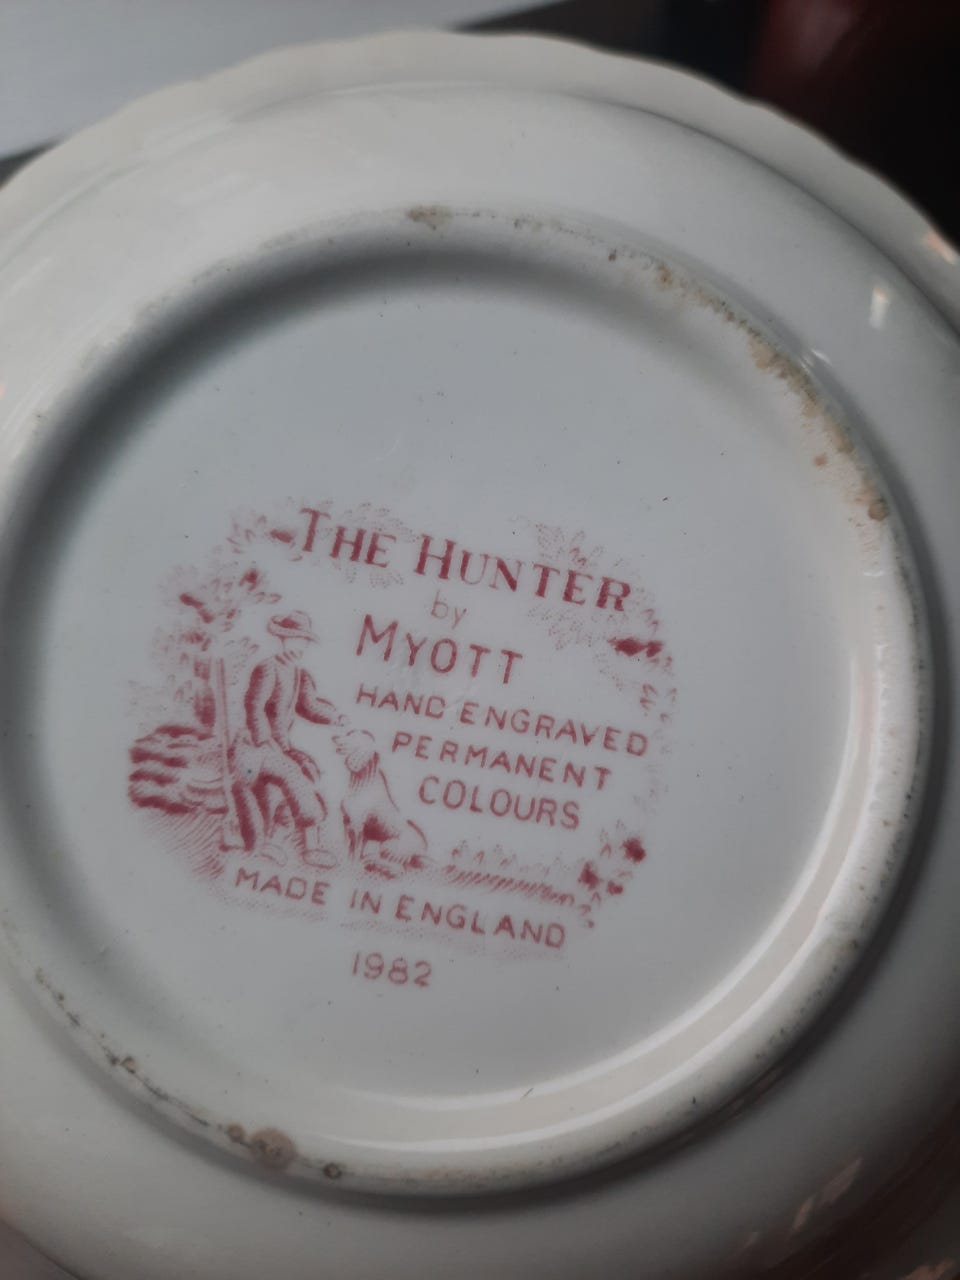 THE HUNTER
by
MYOTT
HAND ENGRAVED
PERMANENT
COLOURS
MADE IN ENGLAND
1982